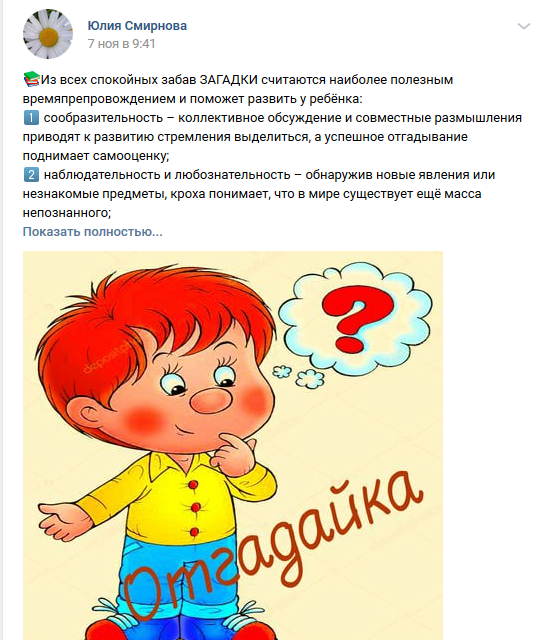 Юлия Смирнова
7 ноя в 9:41
📚Из всех спокойных забав ЗАГАДКИ считаются наиболее полезным
времяпрепровождением и поможет развить у ребёнка:
1️⃣ сообразительность – коллективное обсуждение и совместные размышления
приводят к развитию стремления выделиться, а успешное отгадывание
поднимает самооценку;
2️⃣ наблюдательность и любознательность – обнаружив новые явления или
незнакомые предметы, кроха понимает, что в мире существует ещё масса
непознанного;
Показать полностью...
?
Отгадайка